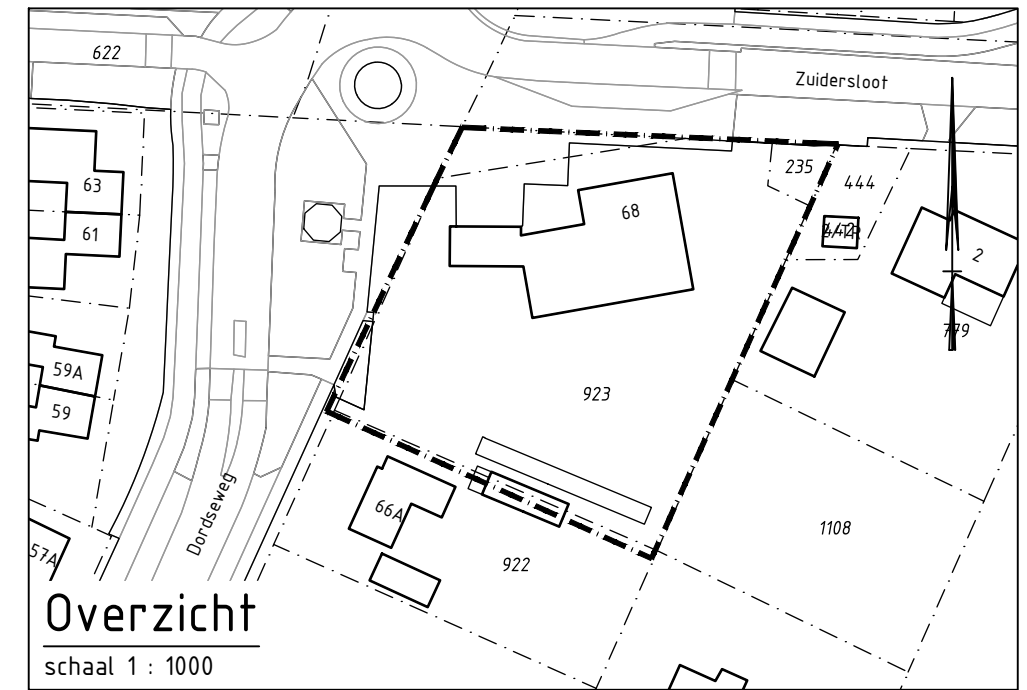 622
Zuidersloot
63
61
235
444
68
2
779
59A
59
923
Dordseweg
66A
1108
57A
922
Overzicht
schaal 1 : 1000